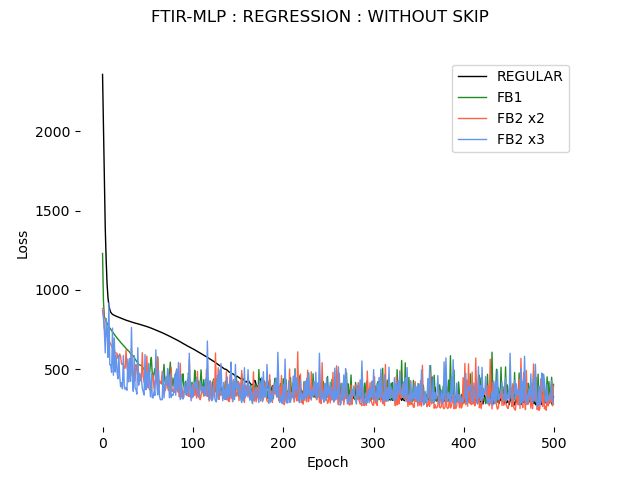 FTIR-MLP : REGRESSION : WITHOUT SKIP
REGULAR
FB1
FB2 x2
FB2 x3
Loss
2000
1500
1000
500
0
100
200
300
400
500
Epoch